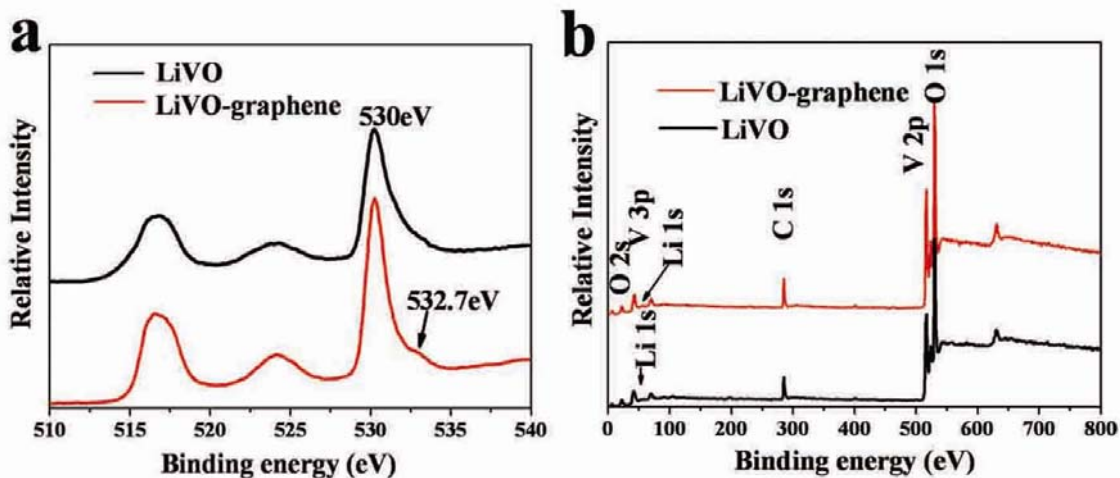 a
LiVO
LiVO-graphene
530eV
532.7eV
Relative Intensity
510 515 520 525 530 535 540
Binding energy (eV)
b
LiVO-graphene
LiVO
O 2s
V 3p
Li 1s
C 1s
V 2p
O 1s
Li 1s
Relative Intensity
0 100 200 300 400 500 600 700 800
Binding energy (eV)